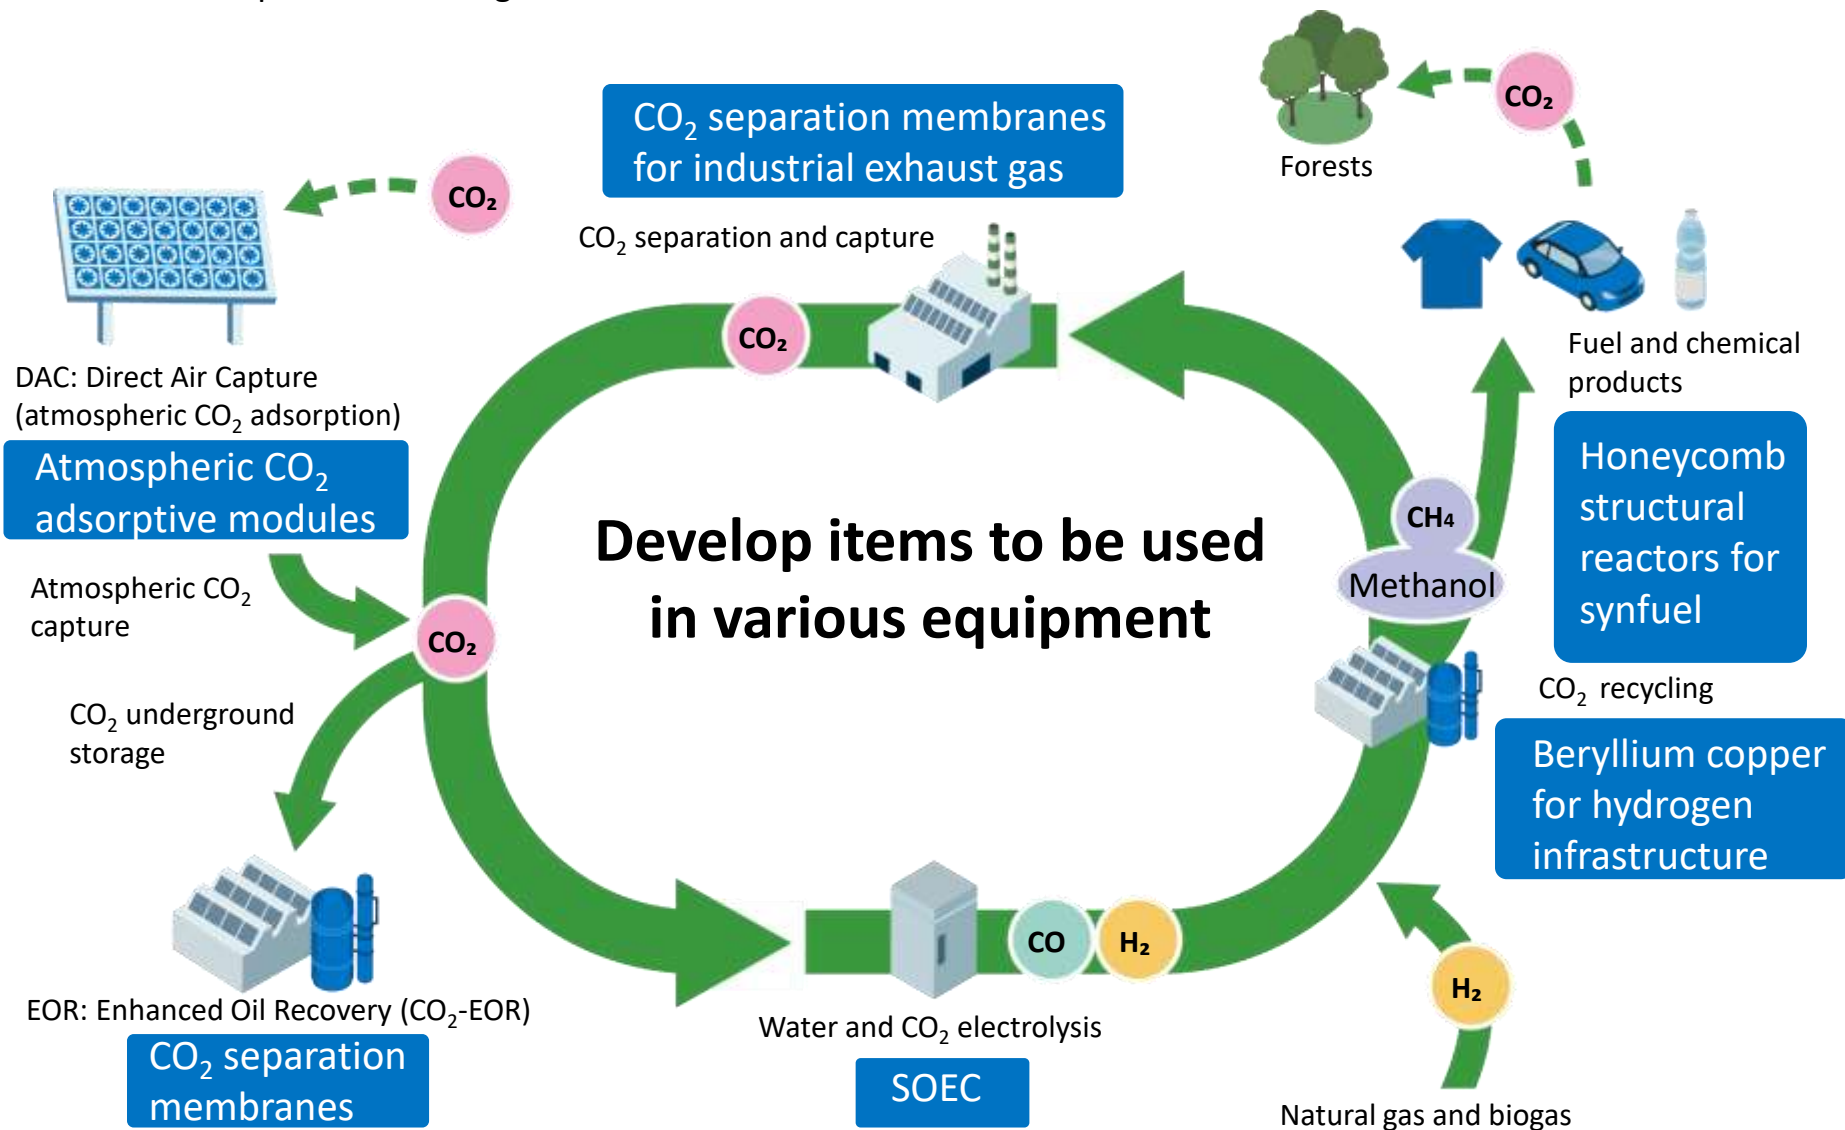 CO₂ separation membranes
for industrial exhaust gas
CO₂ separation and capture
CO₂
CO₂
Forests
CO₂
DAC: Direct Air Capture
(atmospheric CO₂ adsorption)
Atmospheric CO₂
adsorptive modules
Atmospheric CO₂
capture
CO₂
CO₂ underground
storage
EOR: Enhanced Oil Recovery (CO₂-EOR)
CO₂ separation
membranes
Develop items to be used
in various equipment
Water and CO₂ electrolysis
SOEC
CO
H₂
Fuel and chemical
products
Honeycomb
structural
reactors for
synfuel
CH₄
Methanol
CO₂ recycling
Beryllium copper
for hydrogen
infrastructure
H₂
Natural gas and biogas